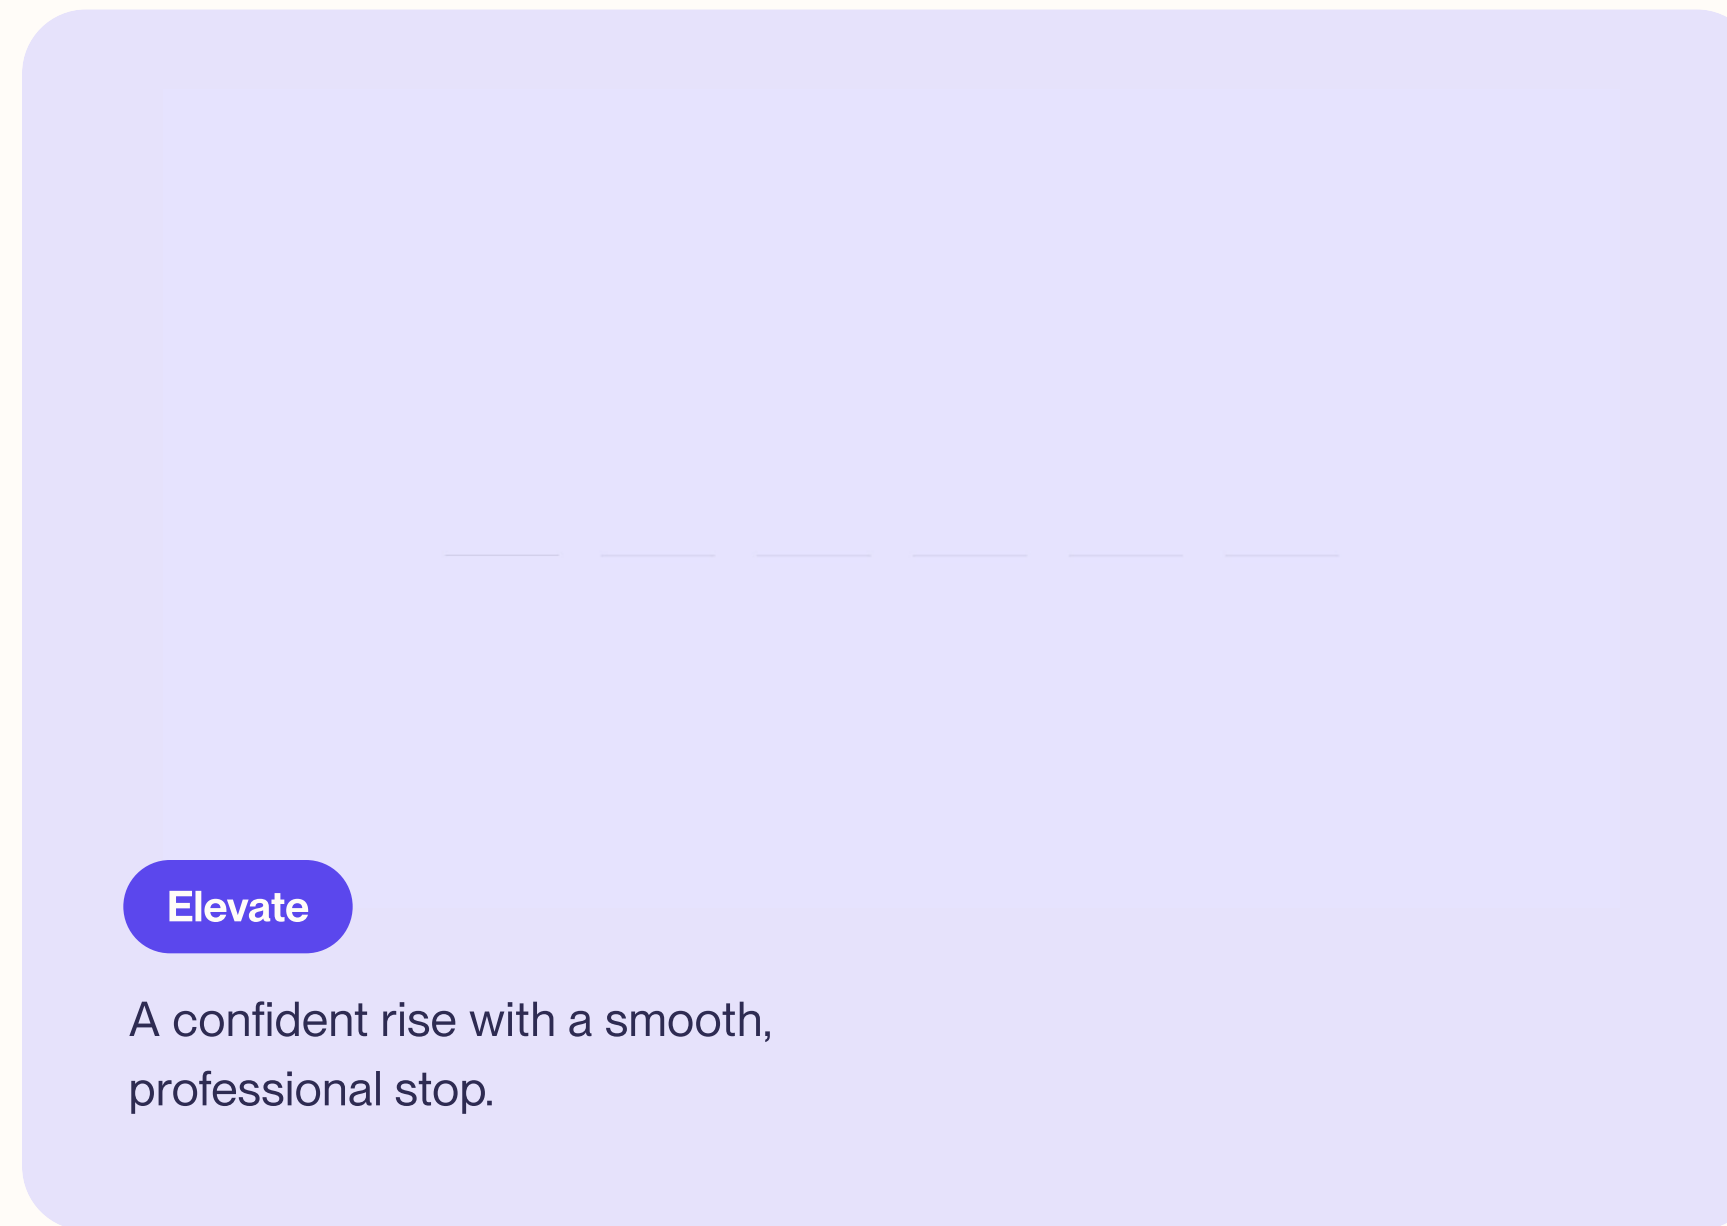 Elevate
A confident rise with a smooth,
professional stop.